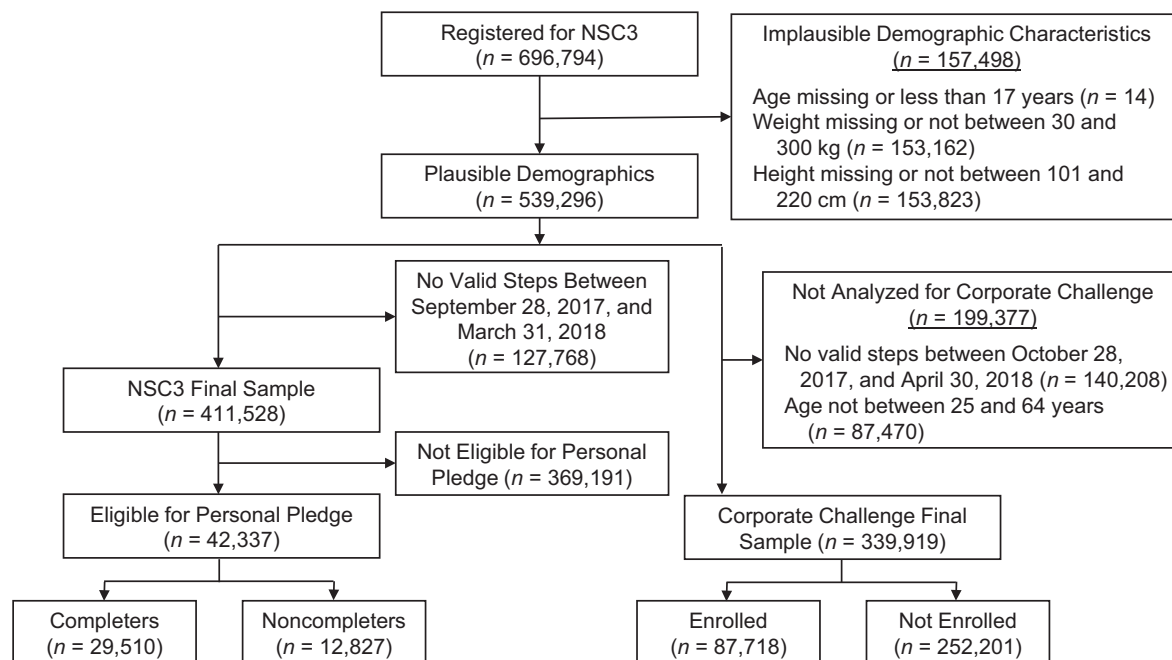 Registered for NSC3
(n = 696,794)
Implausible Demographic Characteristics
(n = 157,498)
Age missing or less than 17 years (n = 14)
Weight missing or not between 30 and
300 kg (n = 153,162)
Height missing or not between 101 and
220 cm (n = 153,823)
Plausible Demographics
(n = 539,296)
No Valid Steps Between
September 28, 2017, and
March 31, 2018
(n = 127,768)
Not Analyzed for Corporate Challenge
(n = 199,377)
No valid steps between October 28,
2017, and April 30, 2018 (n = 140,208)
Age not between 25 and 64 years
(n = 87,470)
NSC3 Final Sample
(n = 411,528)
Not Eligible for Personal
Pledge (n = 369,191)
Eligible for Personal Pledge
(n = 42,337)
Corporate Challenge Final
Sample (n = 339,919)
Completers
(n = 29,510)
Noncompleters
(n = 12,827)
Enrolled
(n = 87,718)
Not Enrolled
(n = 252,201)